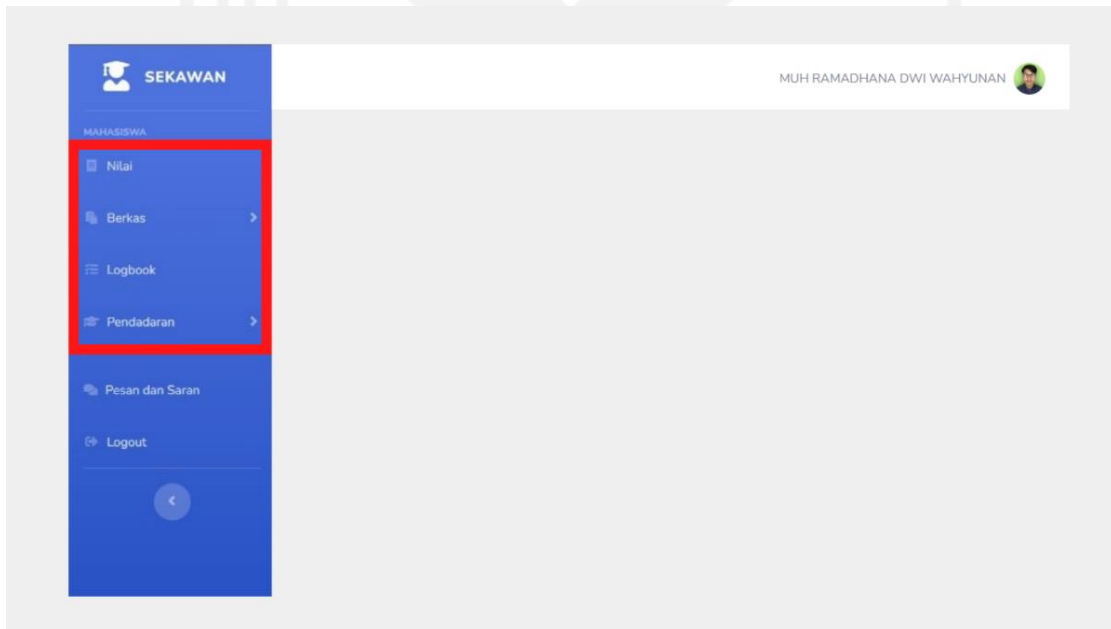 SEKAWAN
MUH RAMADHANA DWI WAHYUNAN
MAHASISWA
Nilai
Berkas
Logbook
Pendadaran
Pesan dan Saran
Logout